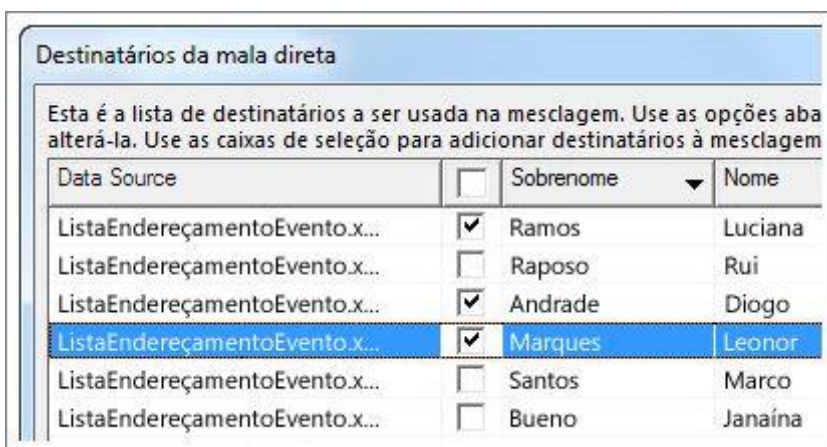 Destinatários da mala direta
Esta é a lista de destinatários a ser usada na mesclagem. Use as opções aba
alterá-la. Use as caixas de seleção para adicionar destinatários à mesclagem
Data Source Sobrenome Nome
ListaEndereçamentoEvento.x... Ramos Luciana
ListaEndereçamentoEvento.x... Raposo Rui
ListaEndereçamentoEvento.x... Andrade Diogo
ListaEndereçamentoEvento.x... Marques Leonor
ListaEndereçamentoEvento.x... Santos Marco
ListaEndereçamentoEvento.x... Bueno Janaína